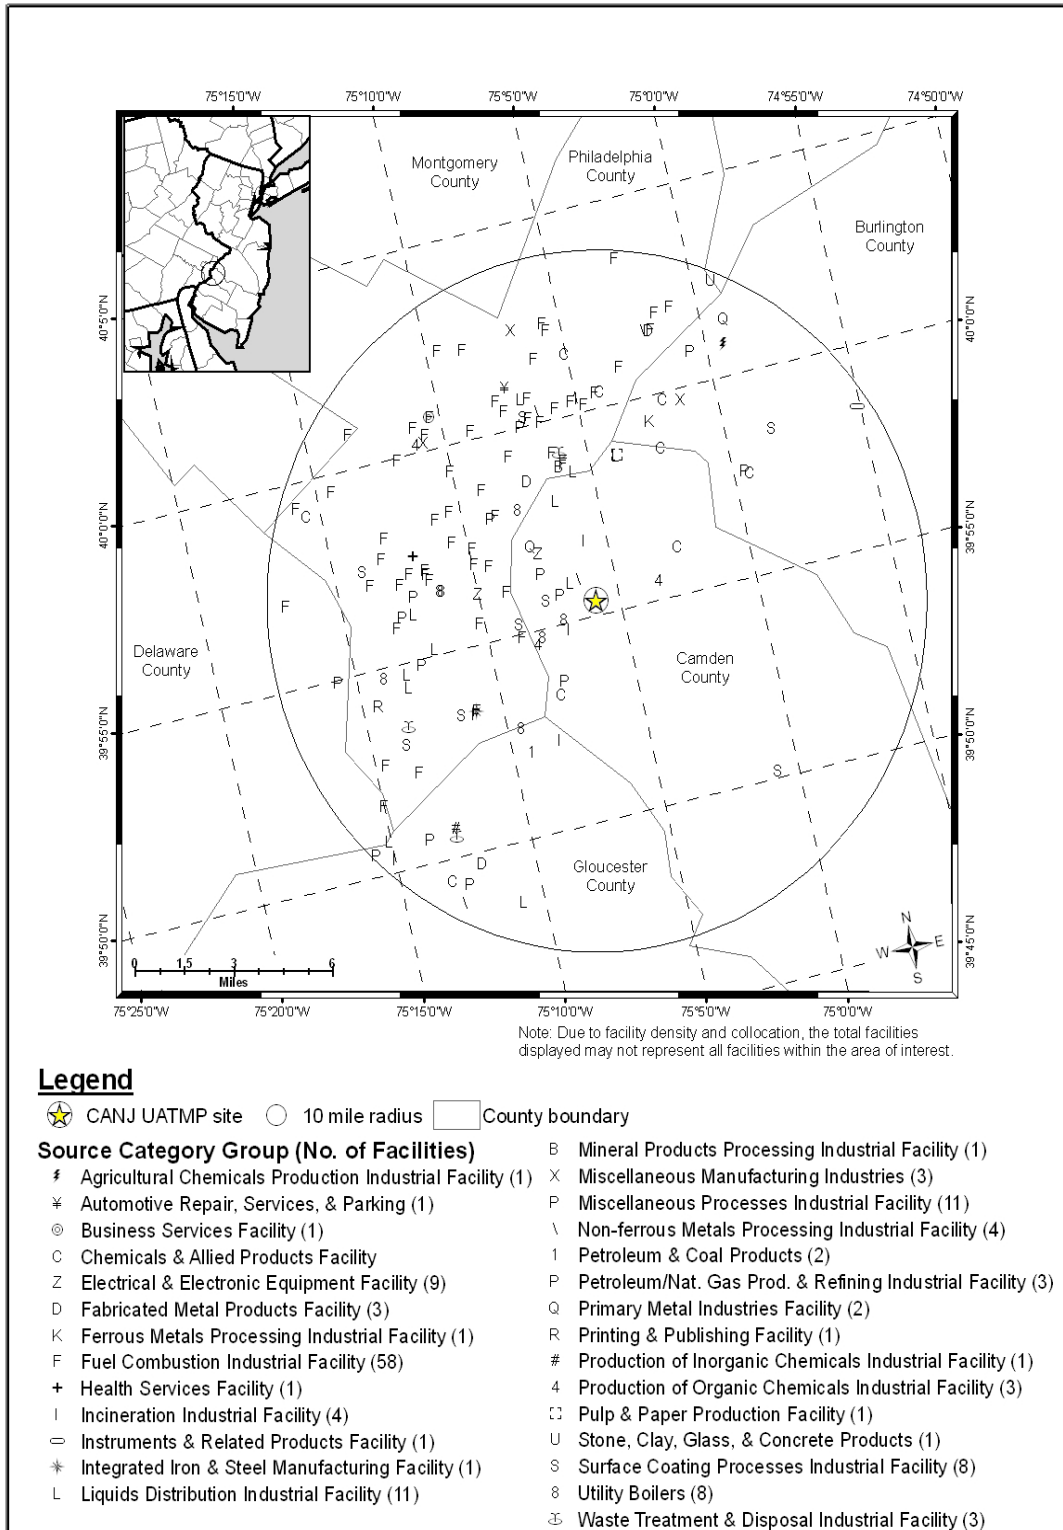 75°15'0"W 75°10'0"W 75°5'0"W 75°0'0"W 74°55'0"W 74°50'0"W
Montgomery
County
Philadelphia
County
Burlington
County
40°5'0"N
40°0'0"N
40°0'0"N
39°55'0"N
Delaware
County
Camden
County
39°55'0"N
39°50'0"N
Gloucester
County
39°50'0"N
39°45'0"N
N
W E
S
0 1.5 3 6
Miles
75°25'0"W 75°20'0"W 75°15'0"W 75°10'0"W 75°5'0"W 75°0'0"W
Note: Due to facility density and collocation, the total facilities
displayed may not represent all facilities within the area of interest.
Legend
CANJ UATMP site 10 mile radius County boundary
Source Category Group (No. of Facilities)
Agricultural Chemicals Production Industrial Facility (1)
¥ Automotive Repair, Services, & Parking (1)
◎ Business Services Facility (1)
C Chemicals & Allied Products Facility
Z Electrical & Electronic Equipment Facility (9)
D Fabricated Metal Products Facility (3)
K Ferrous Metals Processing Industrial Facility (1)
F Fuel Combustion Industrial Facility (58)
+ Health Services Facility (1)
I Incineration Industrial Facility (4)
Instruments & Related Products Facility (1)
Integrated Iron & Steel Manufacturing Facility (1)
L Liquids Distribution Industrial Facility (11)
B Mineral Products Processing Industrial Facility (1)
X Miscellaneous Manufacturing Industries (3)
P Miscellaneous Processes Industrial Facility (11)
\ Non-ferrous Metals Processing Industrial Facility (4)
1 Petroleum & Coal Products (2)
P Petroleum/Nat. Gas Prod. & Refining Industrial Facility (3)
Q Primary Metal Industries Facility (2)
R Printing & Publishing Facility (1)
# Production of Inorganic Chemicals Industrial Facility (1)
4 Production of Organic Chemicals Industrial Facility (3)
Pulp & Paper Production Facility (1)
U Stone, Clay, Glass, & Concrete Products (1)
S Surface Coating Processes Industrial Facility (8)
8 Utility Boilers (8)
Waste Treatment & Disposal Industrial Facility (3)